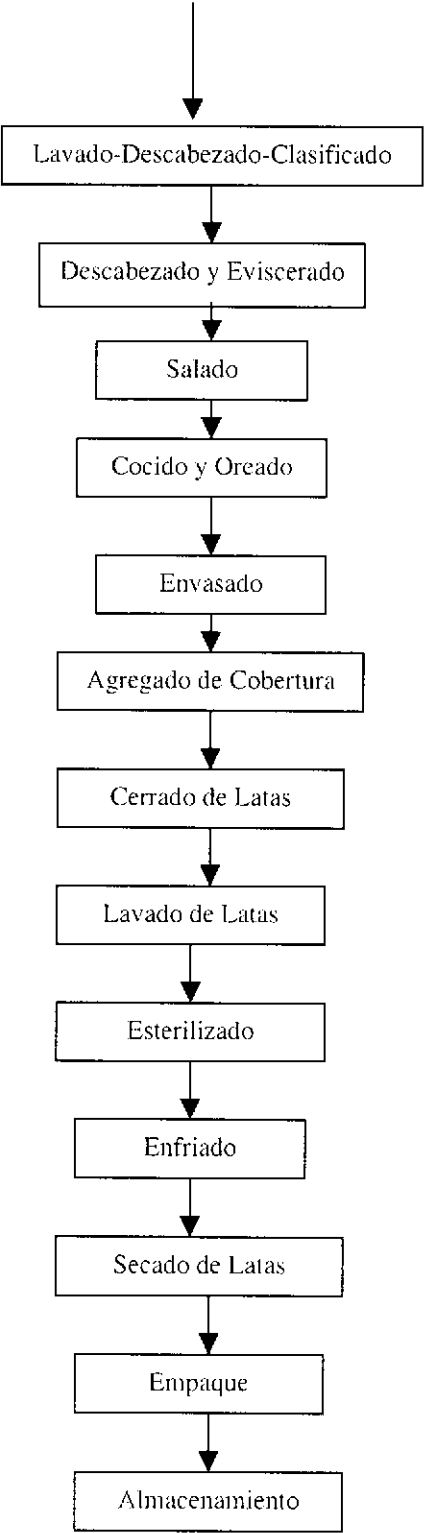 Lavado-Descabezado-Clasificado
Descabezado y Eviscerado
Salado
Cocido y Oreado
Envasado
Agregado de Cobertura
Cerrado de Latas
Lavado de Latas
Esterilizado
Enfriado
Secado de Latas
Empaque
Almacenamiento